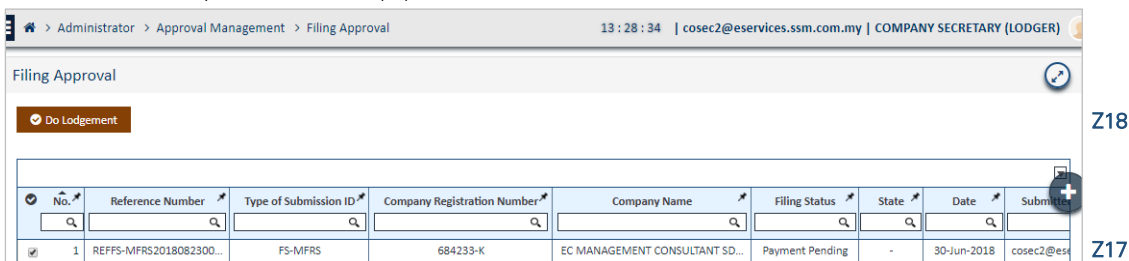 > Administrator > Approval Management > Filing Approval 13:28:34 | cosec2@eservices.ssm.com.my | COMPANY SECRETARY (LODGER)
Filing Approval
Do Lodgement Z18
No. Reference Number Type of Submission ID Company Registration Number Company Name Filing Status State Date
1 REFFS-MFRS2018082300... FS-MFRS 684233-K EC MANAGEMENT CONSULTANT SD... Payment Pending - 30-Jun-2018 Z17